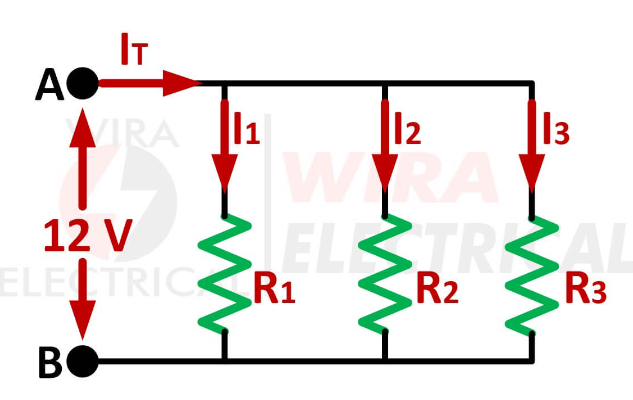 IT
A
I1 I2 I3
WIRA
WIRA
12 V
ELECTRICAL
ELECTRICAL
R1 R2 R3
B